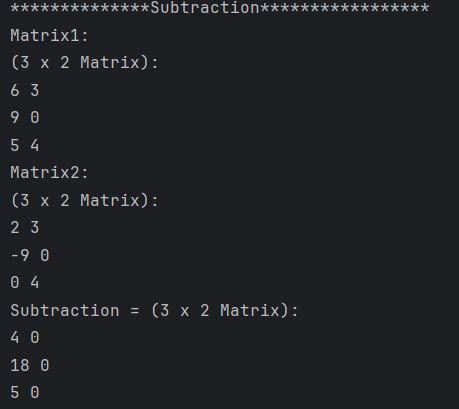 **************Subtraction*****************
Matrix1:
(3 x 2 Matrix):
6 3
9 0
5 4
Matrix2:
(3 x 2 Matrix):
2 3
-9 0
0 4
Subtraction = (3 x 2 Matrix):
4 0
18 0
5 0